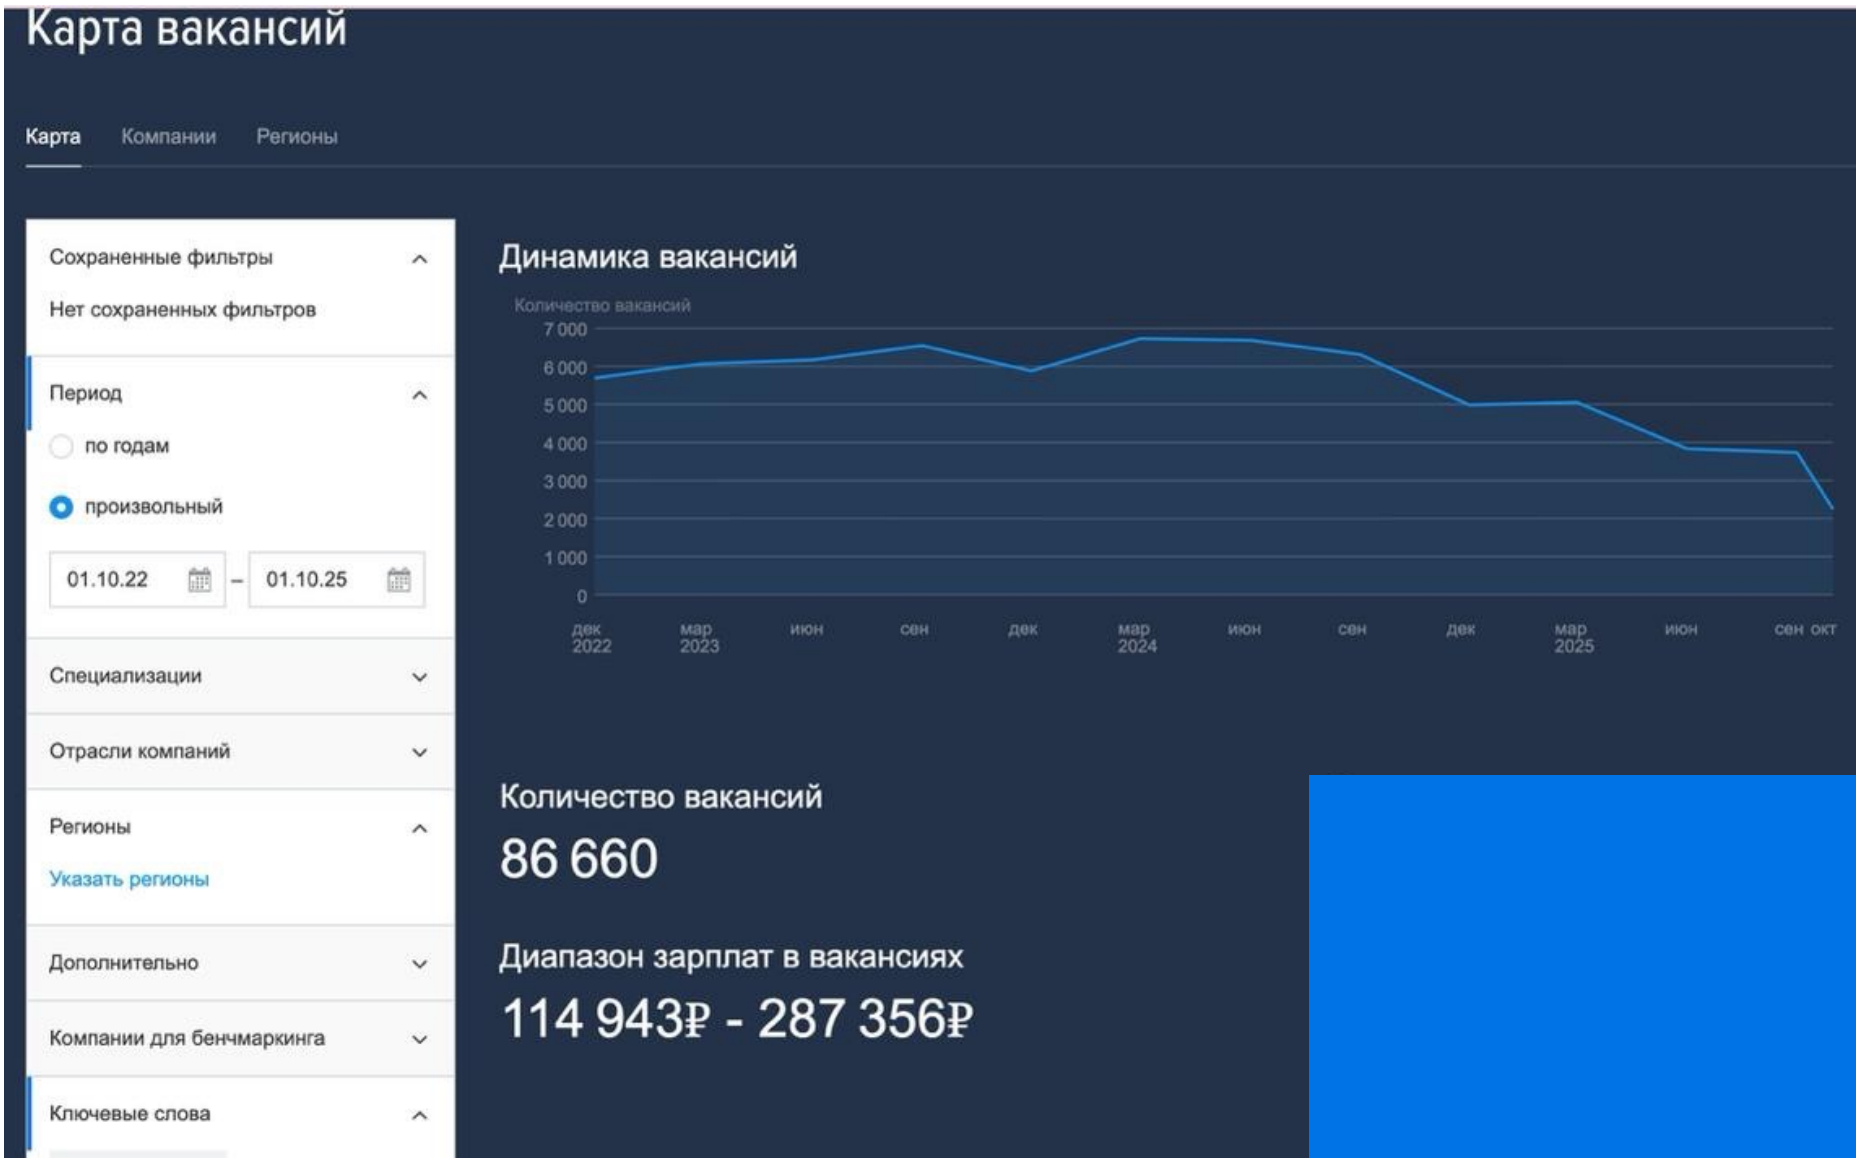 Карта вакансий
Карта Компании Регионы
Сохраненные фильтры
Нет сохраненных фильтров
Период
по годам
произвольный
01.10.22 – 01.10.25
Специализации
Отрасли компаний
Регионы
Указать регионы
Дополнительно
Компании для бенчмаркинга
Ключевые слова
Динамика вакансий
Количество вакансий
7 000
6 000
5 000
4 000
3 000
2 000
1 000
0
дек мар июн сен дек мар июн сен дек мар июн сен окт
2022 2023 2024 2025
Количество вакансий
86 660
Диапазон зарплат в вакансиях
114 943₽ - 287 356₽